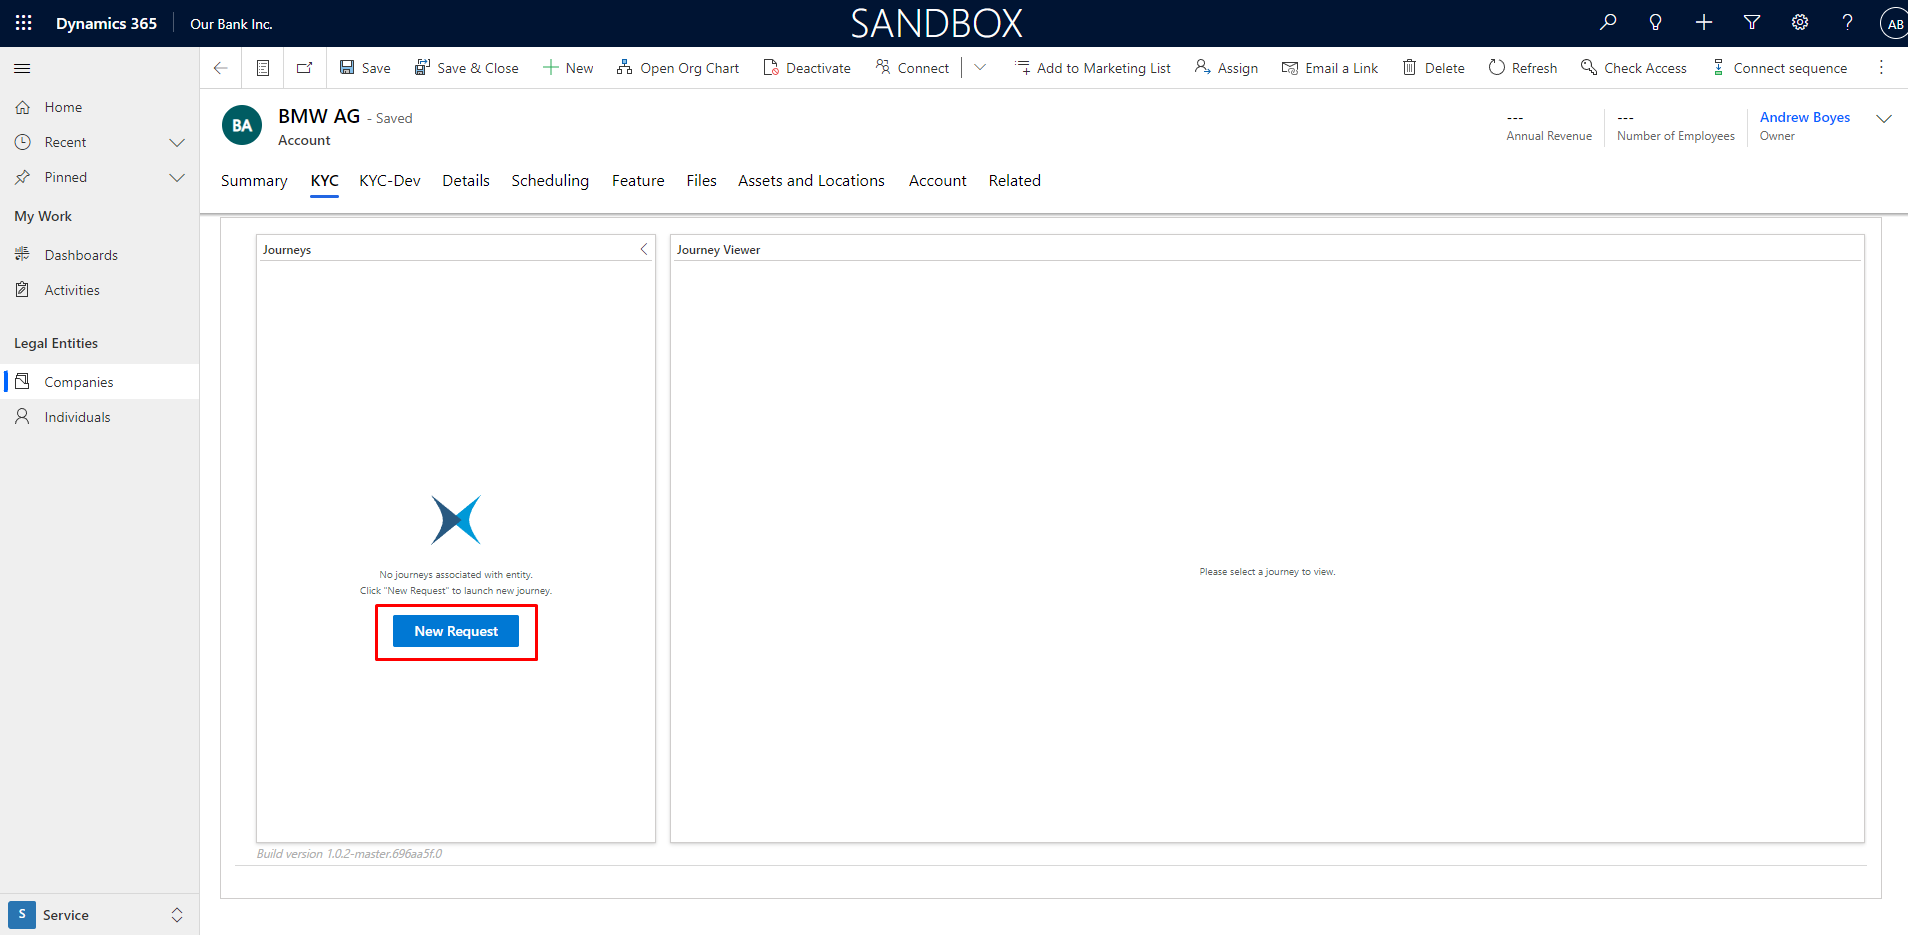 Dynamics 365 Our Bank Inc. SANDBOX AB
Save Save & Close New Open Org Chart Deactivate Connect Add to Marketing List Assign Email a Link Delete Refresh Check Access Connect sequence
Home
Recent
Pinned
My Work
Dashboards
Activities
Legal Entities
Companies
Individuals
S Service
BA BMW AG - Saved
Account
--- Annual Revenue
--- Number of Employees
Andrew Boyes
Owner
Summary KYC KYC-Dev Details Scheduling Feature Files Assets and Locations Account Related
Journeys
No journeys associated with entity.
Click "New Request" to launch new journey.
New Request
Journey Viewer
Please select a journey to view.
Build version 1.0.2-master.696aa5f.0